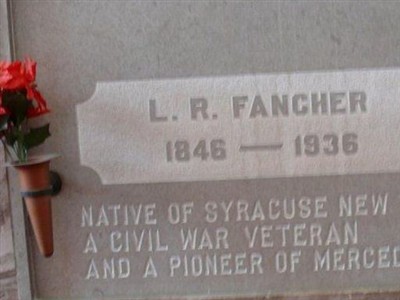 L. R. FANCHER
1846 — 1936
NATIVE OF SYRACUSE NEW
A CIVIL WAR VETERAN
AND A PIONEER OF MERCED